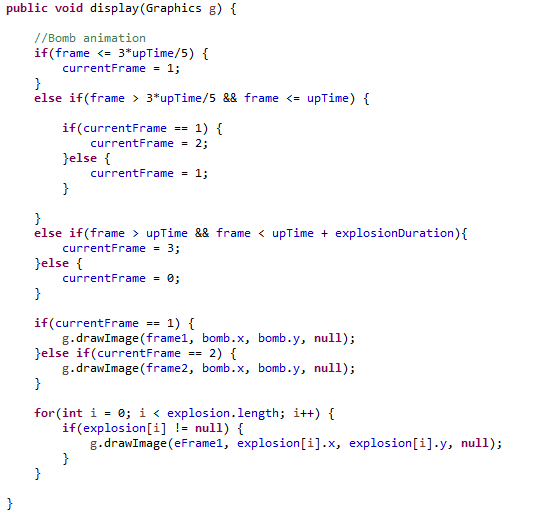 public void display(Graphics g) {
//Bomb animation
if(frame <= 3*upTime/5) {
currentFrame = 1;
}
else if(frame > 3*upTime/5 && frame <= upTime) {
if(currentFrame == 1) {
currentFrame = 2;
}else {
currentFrame = 1;
}
}
else if(frame > upTime && frame < upTime + explosionDuration){
currentFrame = 3;
}else {
currentFrame = 0;
}
if(currentFrame == 1) {
g.drawImage(frame1, bomb.x, bomb.y, null);
}else if(currentFrame == 2) {
g.drawImage(frame2, bomb.x, bomb.y, null);
}
for(int i = 0; i < explosion.length; i++) {
if(explosion[i] != null) {
g.drawImage(eFrame1, explosion[i].x, explosion[i].y, null);
}
}
}